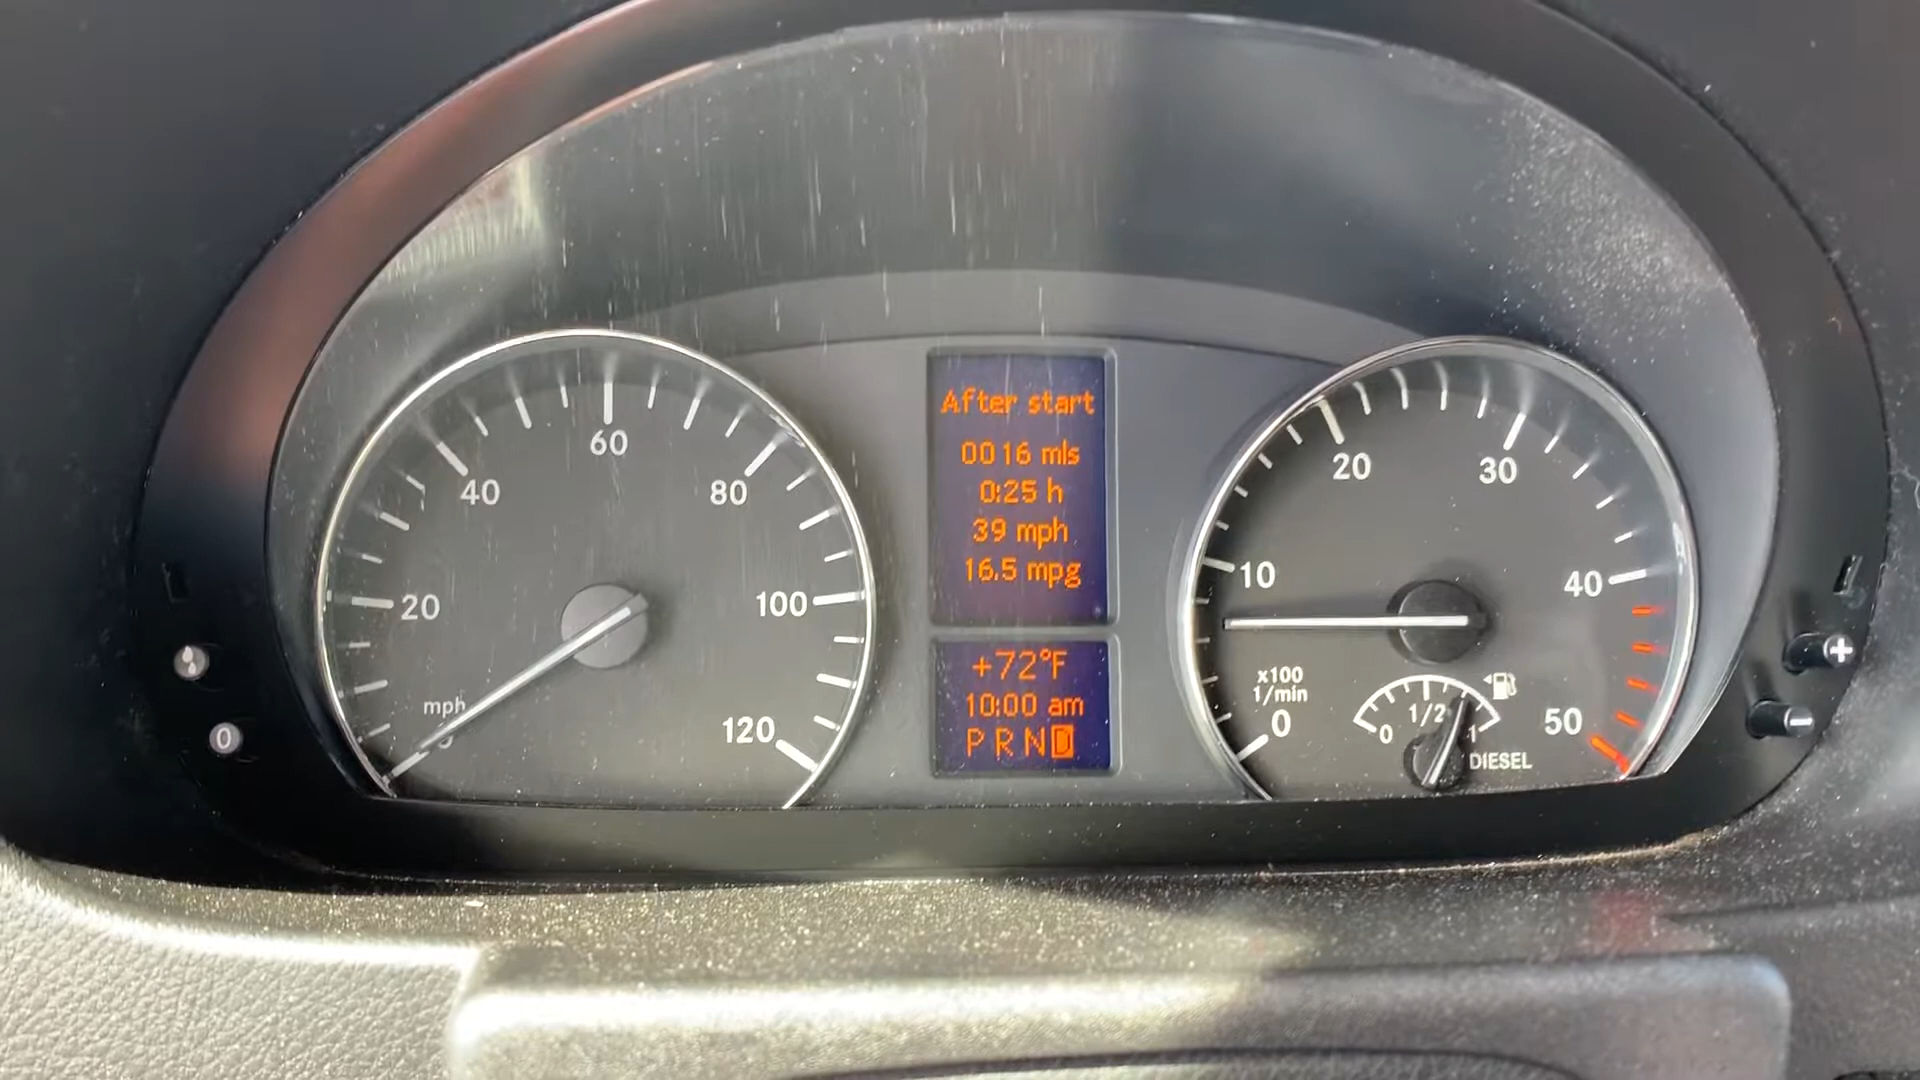 60
40
80
20
100
mph
120
After start
0016 mls
0:25 h
39 mph
16.5 mpg
+72°F
10:00 am
P R N D
20
30
10
40
x100
1/min
0
50
0
1/2
1
DIESEL
0
+
−